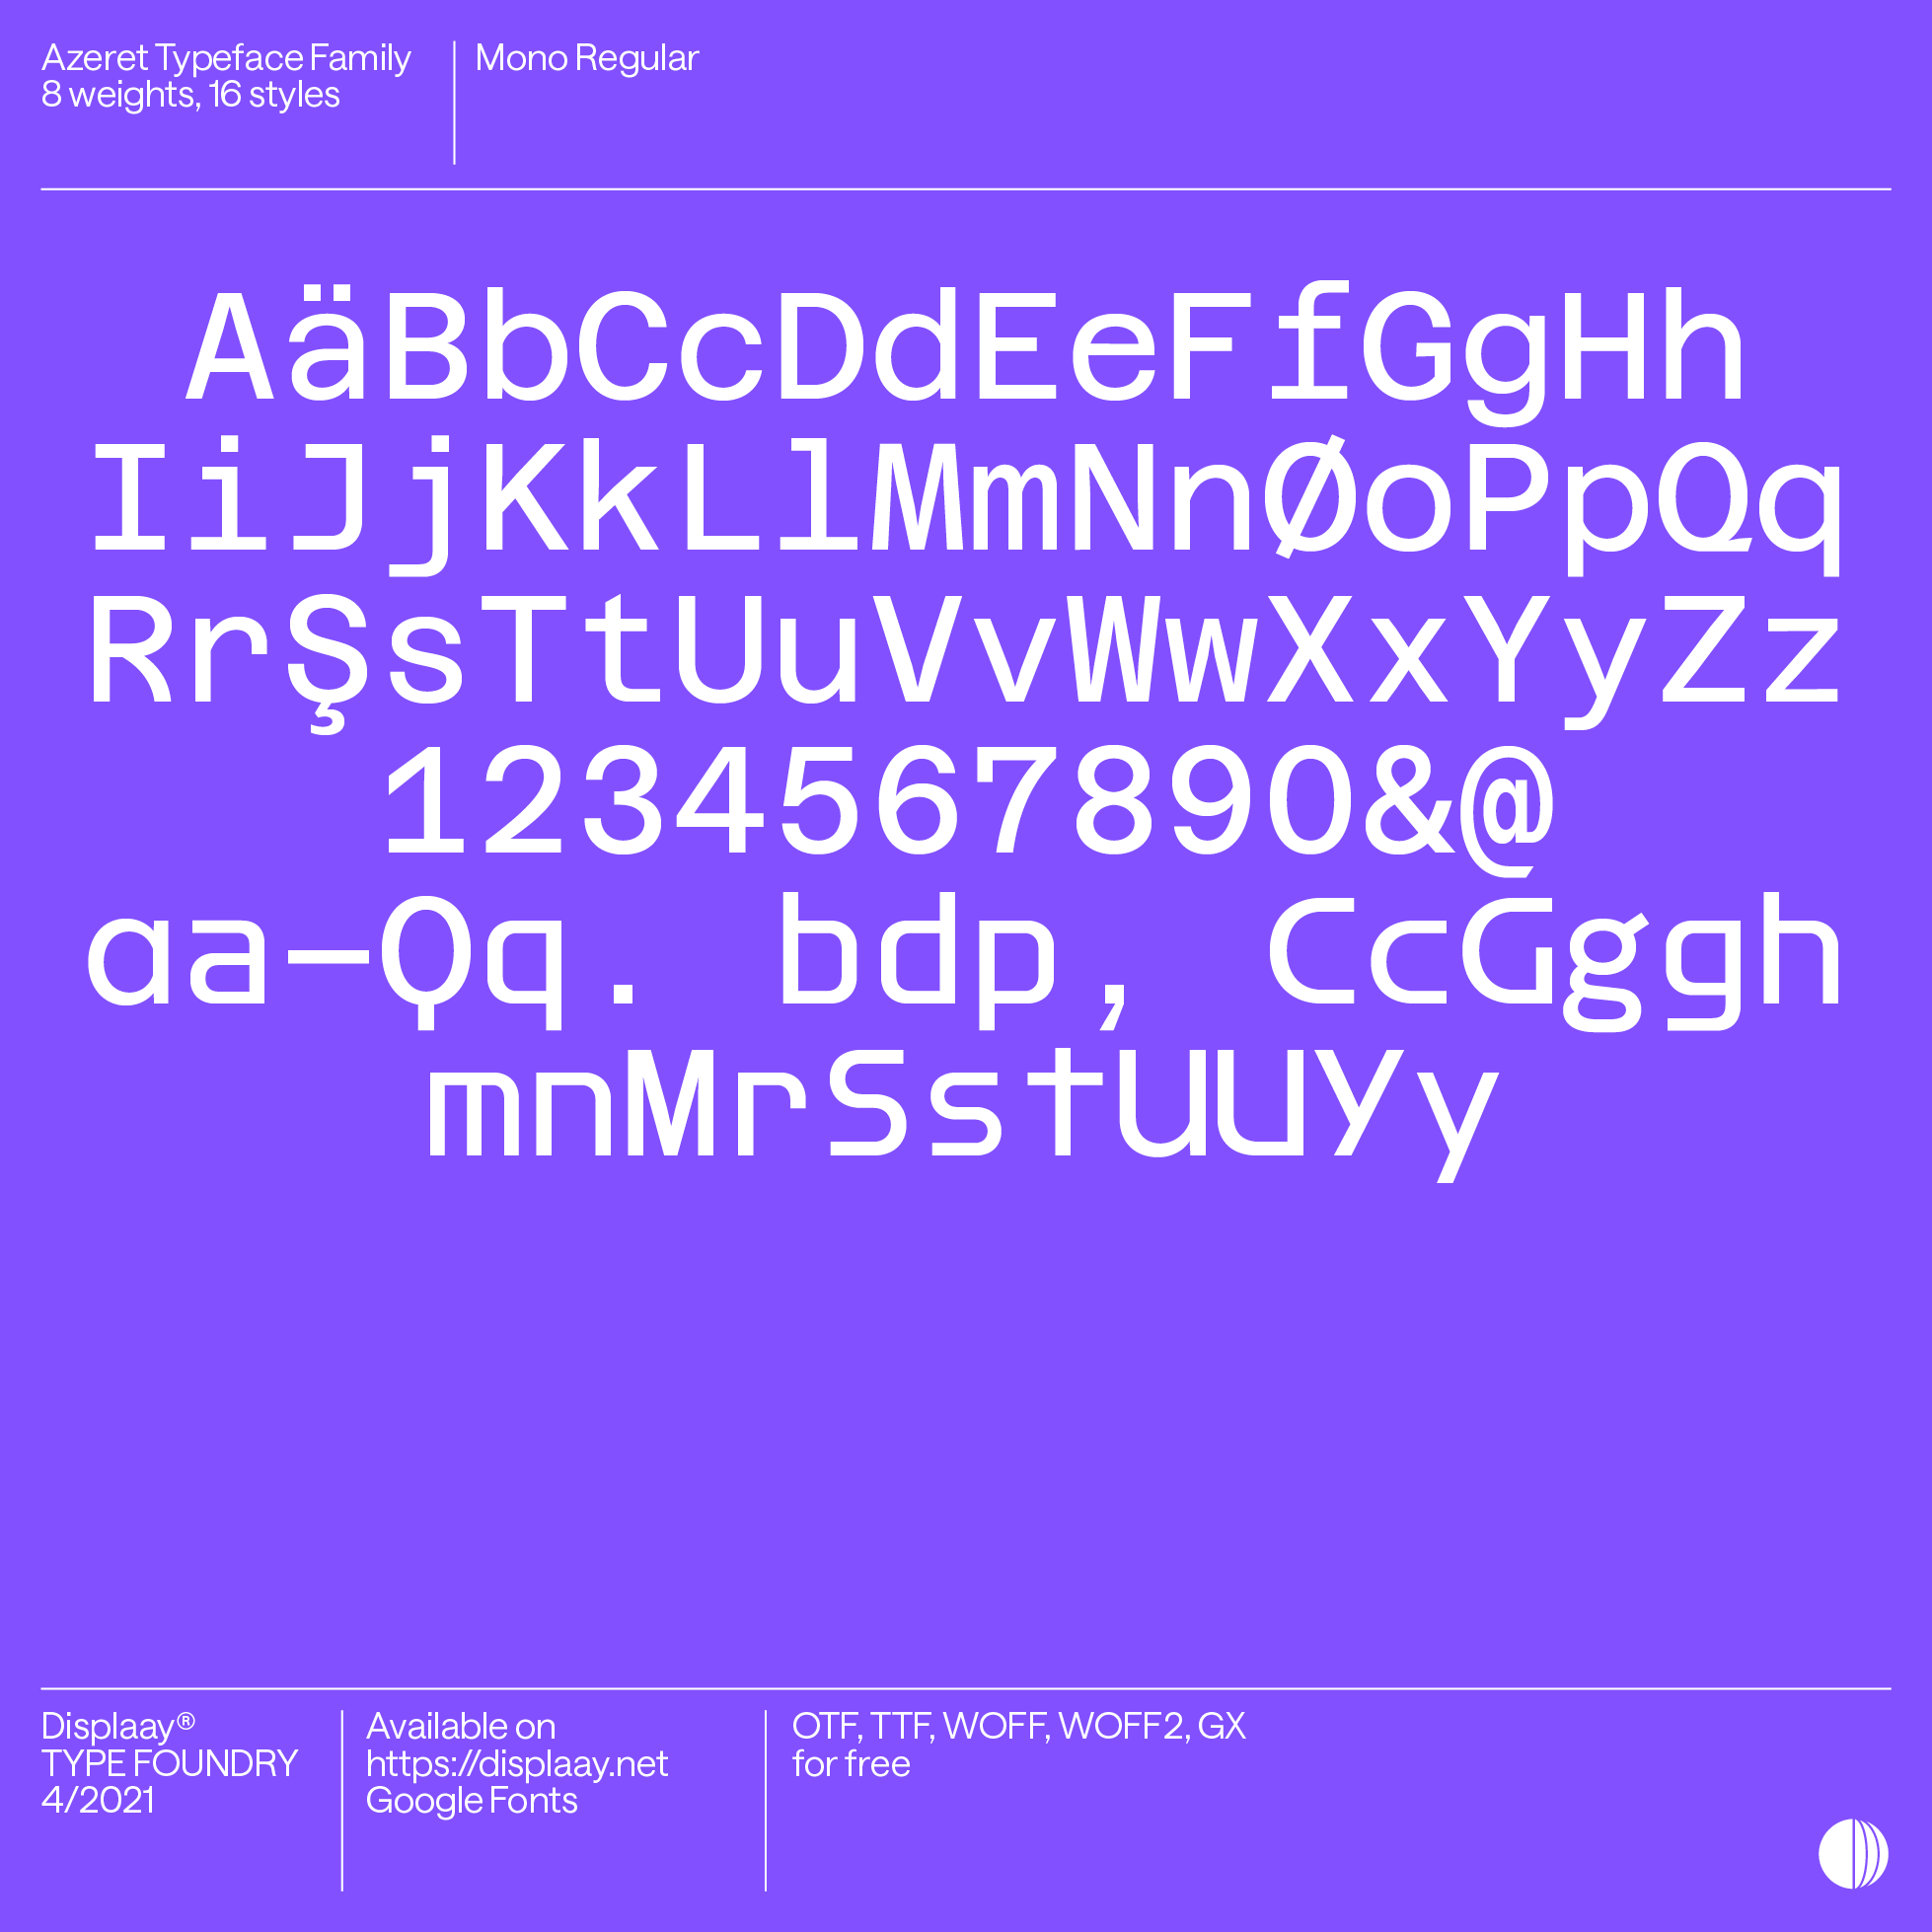 Azeret Typeface Family
8 weights, 16 styles
Mono Regular
AäBbCcDdEeFfGgHh
IiJjKkLlMmNnØoPpQq
RrŞsTtUuVvWwXxYyZz
1234567890&@
aa—Qq. bdp, CcGggh
mnMrSstUUYy
Displaay®
TYPE FOUNDRY
4/2021
Available on
https://displaay.net
Google Fonts
OTF, TTF, WOFF, WOFF2, GX
for free